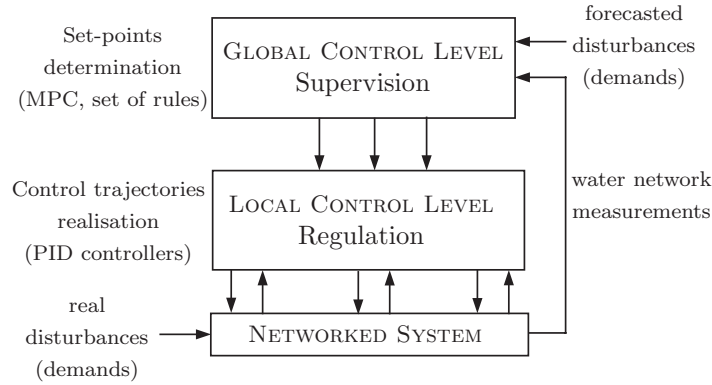 Set-points
determination
(MPC, set of rules)
GLOBAL CONTROL LEVEL
Supervision
forecasted
disturbances
(demands)
Control trajectories
realisation
(PID controllers)
LOCAL CONTROL LEVEL
Regulation
water network
measurements
real
disturbances
(demands)
NETWORKED SYSTEM